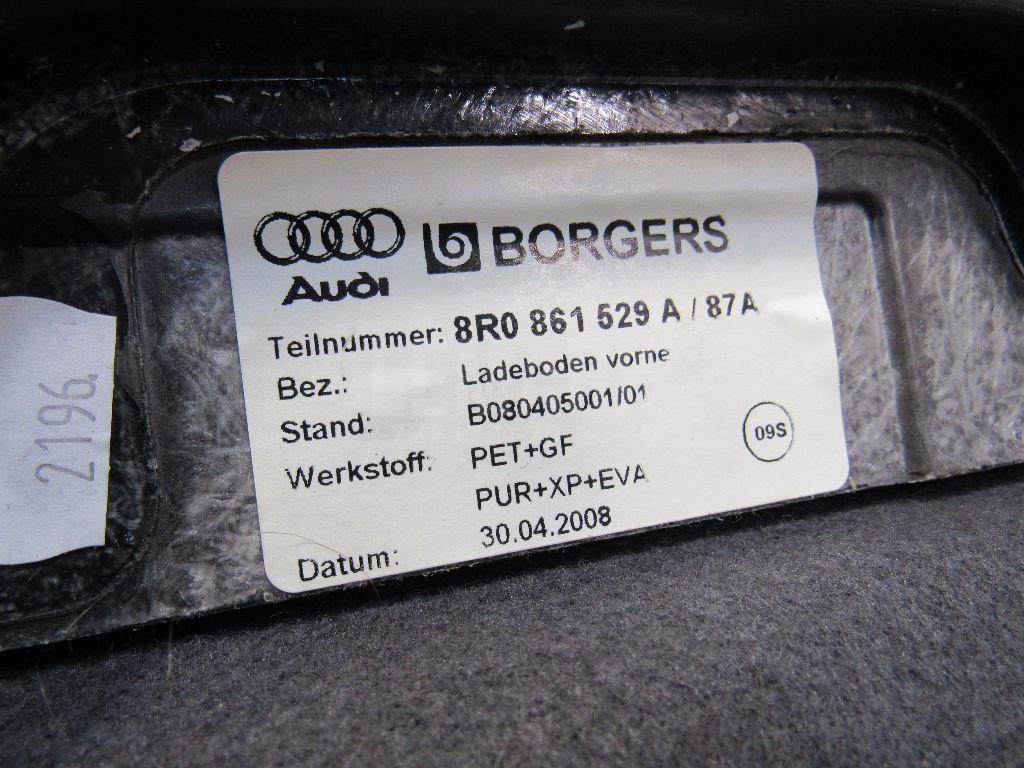 Audi
BORGERS
Teilnummer: 8R0 861 529 A / 87A
Bez.: Ladeboden vorne
Stand: B080405001/01
Werkstoff: PET+GF
PUR+XP+EVA
09S
Datum: 30.04.2008
2196